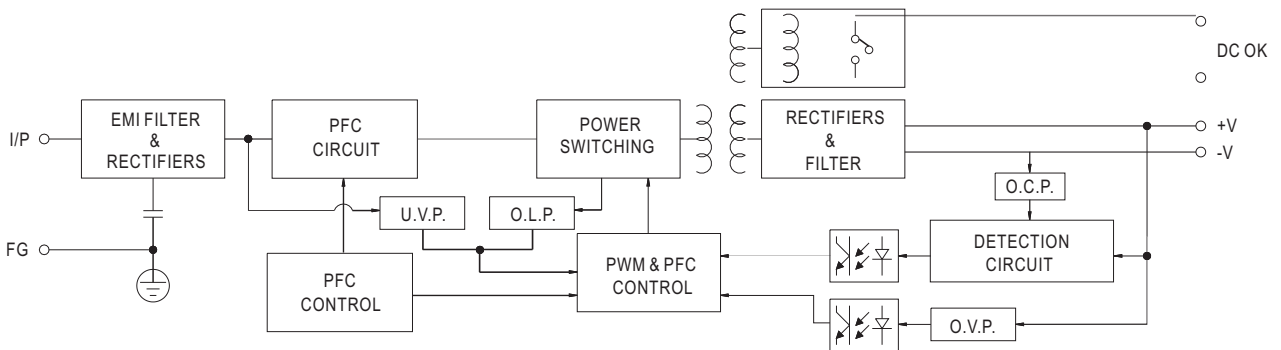 DC OK
I/P
EMI FILTER
&
RECTIFIERS
PFC
CIRCUIT
POWER
SWITCHING
RECTIFIERS
&
FILTER
+V
-V
O.C.P.
U.V.P.
O.L.P.
FG
PFC
CONTROL
PWM & PFC
CONTROL
DETECTION
CIRCUIT
O.V.P.